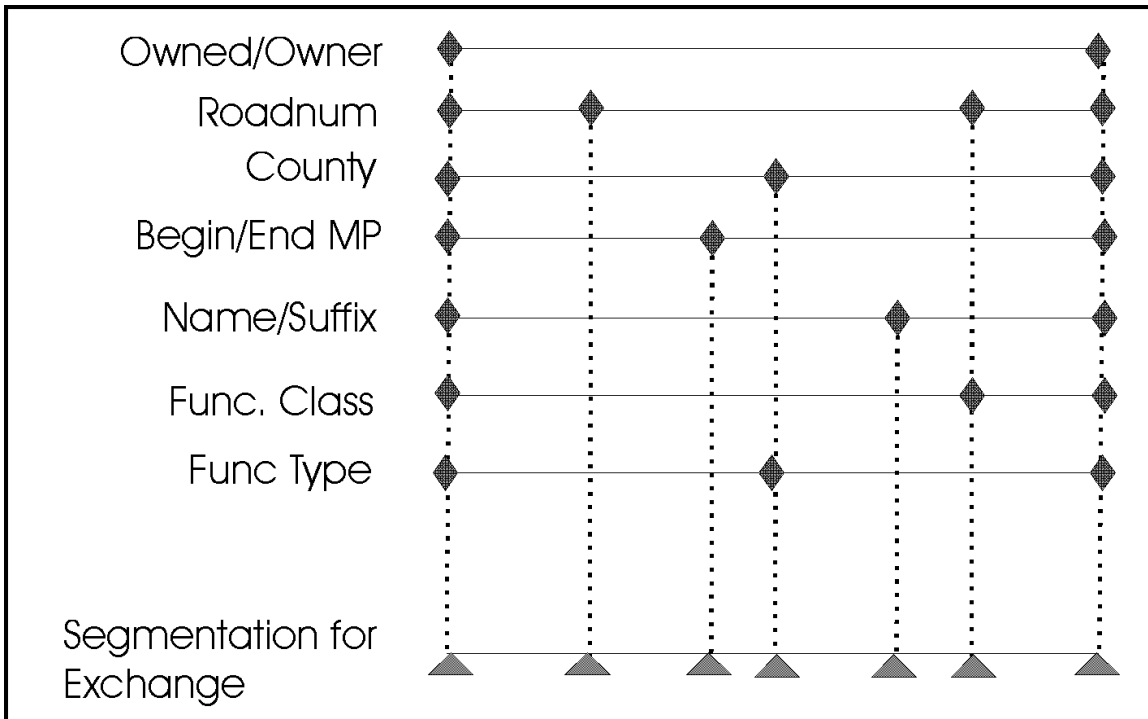 Owned/Owner
Roadnum
County
Begin/End MP
Name/Suffix
Func. Class
Func Type
Segmentation for
Exchange